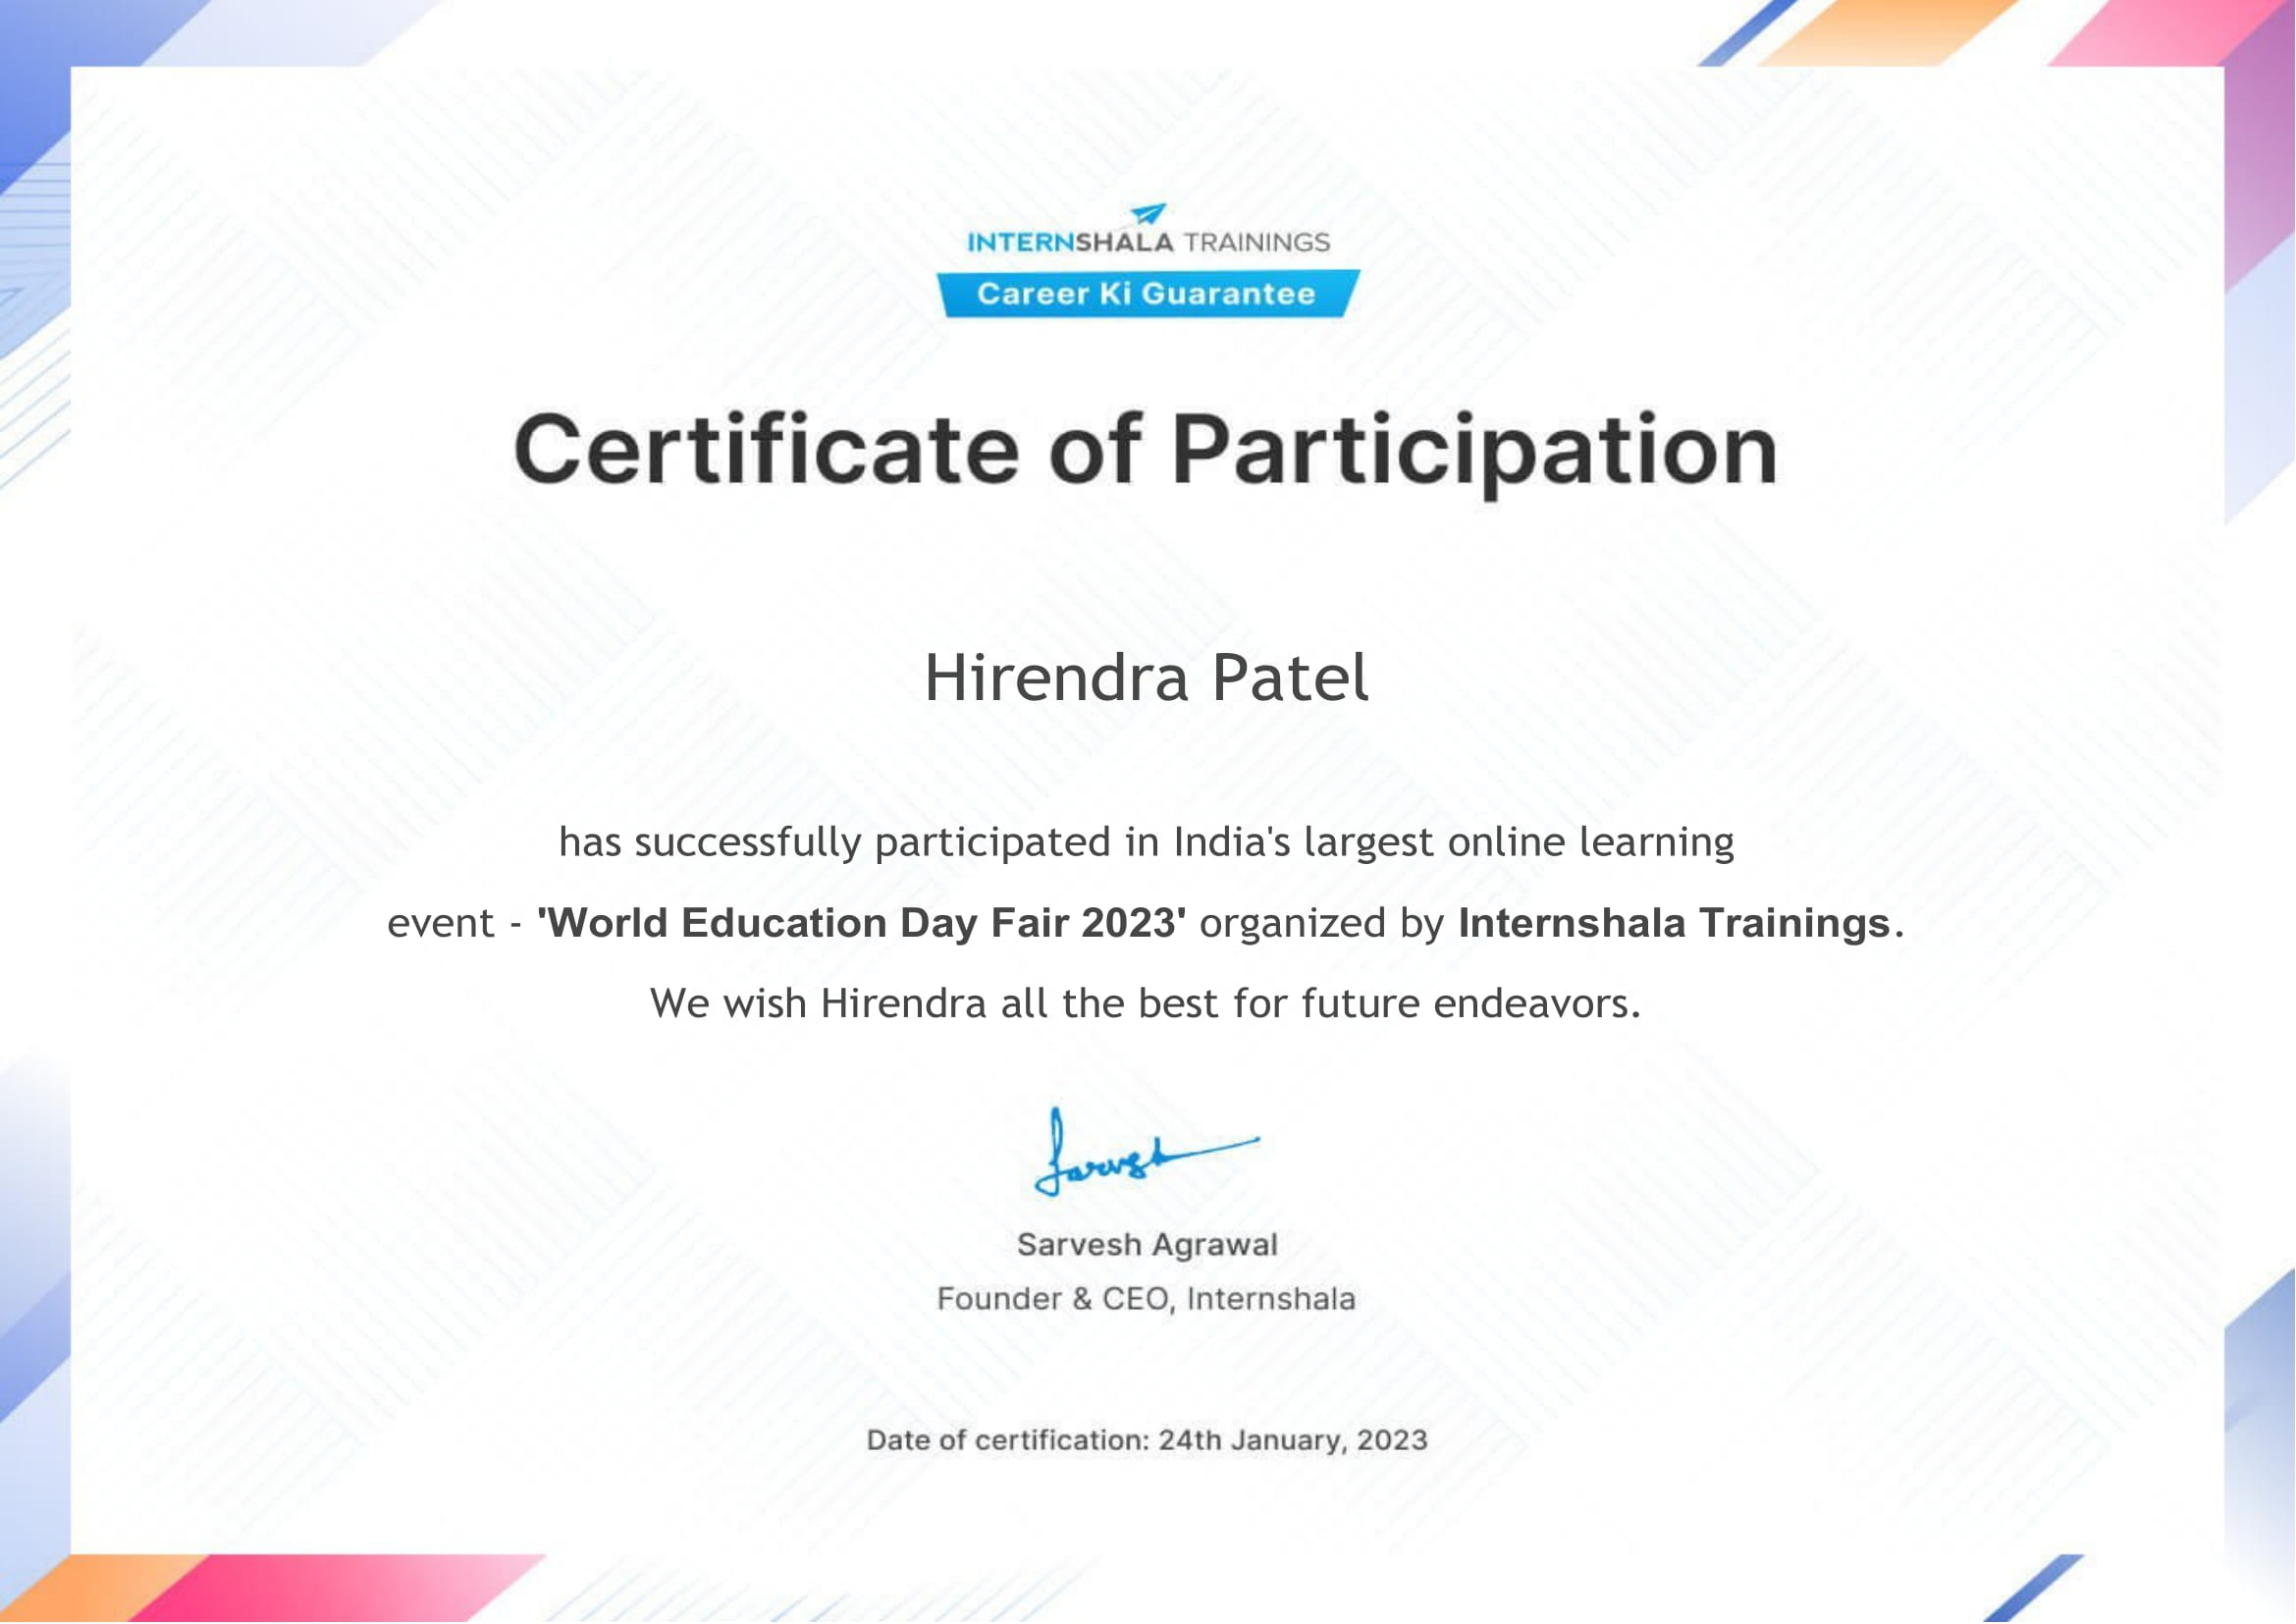 INTERNSHALA TRAININGS
Career Ki Guarantee
Certificate of Participation
Hirendra Patel
has successfully participated in India's largest online learning
event - 'World Education Day Fair 2023' organized by Internshala Trainings.
We wish Hirendra all the best for future endeavors.
Sarvesh
Sarvesh Agrawal
Founder & CEO, Internshala
Date of certification: 24th January, 2023